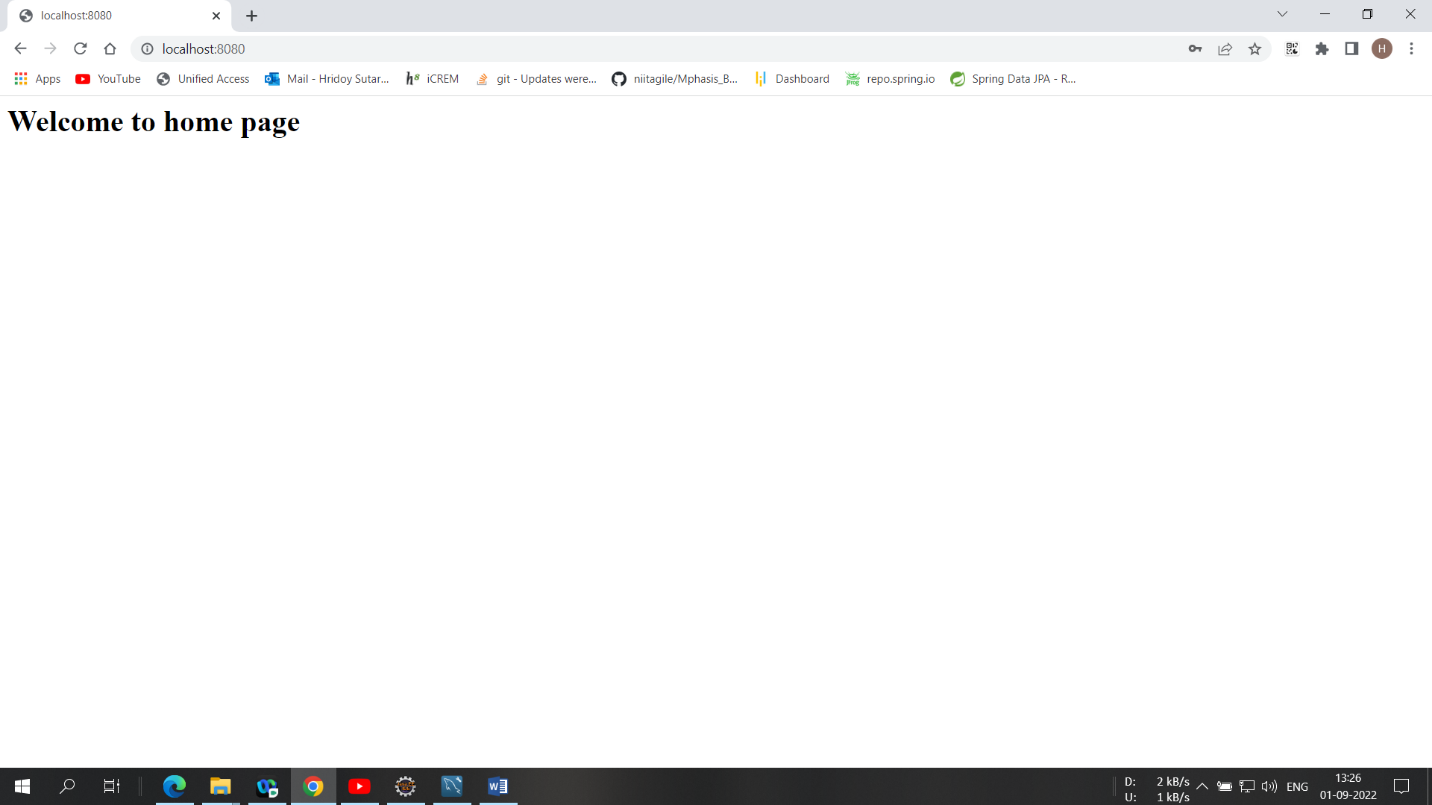 localhost:8080
localhost:8080
H
Apps YouTube Unified Access Mail - Hridoy Sutar... h8 iCREM git - Updates were... niitagile/Mphasis_B... Dashboard repo.spring.io Spring Data JPA - R...
Welcome to home page
D: 2 kB/s
U: 1 kB/s
ENG
13:26
01-09-2022